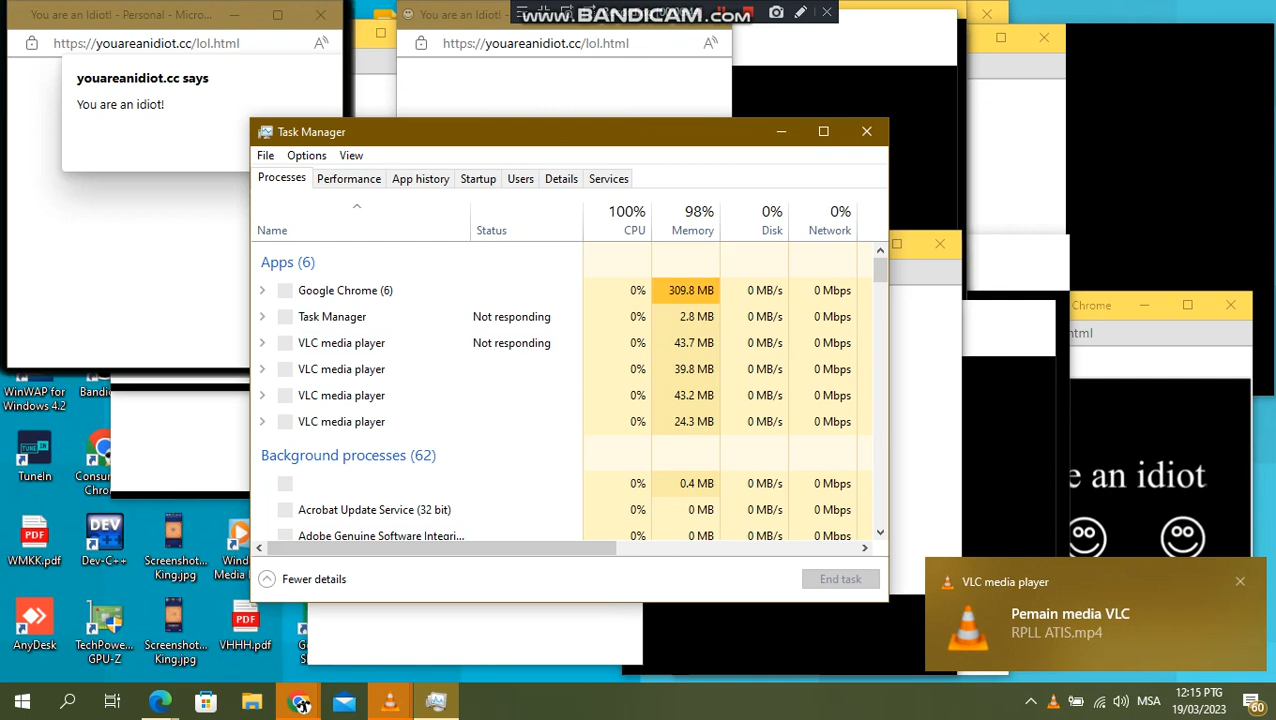 You are an Idiot! - Personal - Micro...
You are an Idiot!
www.BANDICAM.com
https://youareanidiot.cc/lol.html
https://youareanidiot.cc/lol.html
youareanidiot.cc says
You are an idiot!
Task Manager
File Options View
Processes Performance App history Startup Users Details Services
100% 98% 0% 0%
Name Status CPU Memory Disk Network
Apps (6)
Google Chrome (6) 0% 309.8 MB 0 MB/s 0 Mbps
Task Manager Not responding 0% 2.8 MB 0 MB/s 0 Mbps
VLC media player Not responding 0% 43.7 MB 0 MB/s 0 Mbps
VLC media player 0% 39.8 MB 0 MB/s 0 Mbps
VLC media player 0% 43.2 MB 0 MB/s 0 Mbps
VLC media player 0% 24.3 MB 0 MB/s 0 Mbps
Background processes (62)
0% 0.4 MB 0 MB/s 0 Mbps
Acrobat Update Service (32 bit) 0% 0 MB 0 MB/s 0 Mbps
Adobe Genuine Software Integri... 0% 0 MB 0 MB/s 0 Mbps
Fewer details End task
Chrome
html
e an idiot
WinWAP for
Windows 4.2
Bandic
TuneIn
Consum
Chro
WMKK.pdf
Dev-C++
Screenshot_
King.jpg
Wind
Media
AnyDesk
TechPowe...
GPU-Z
Screenshot_
King.jpg
VHHH.pdf
VLC media player
Pemain media VLC
RPLL ATIS.mp4
MSA
12:15 PTG
19/03/2023
60